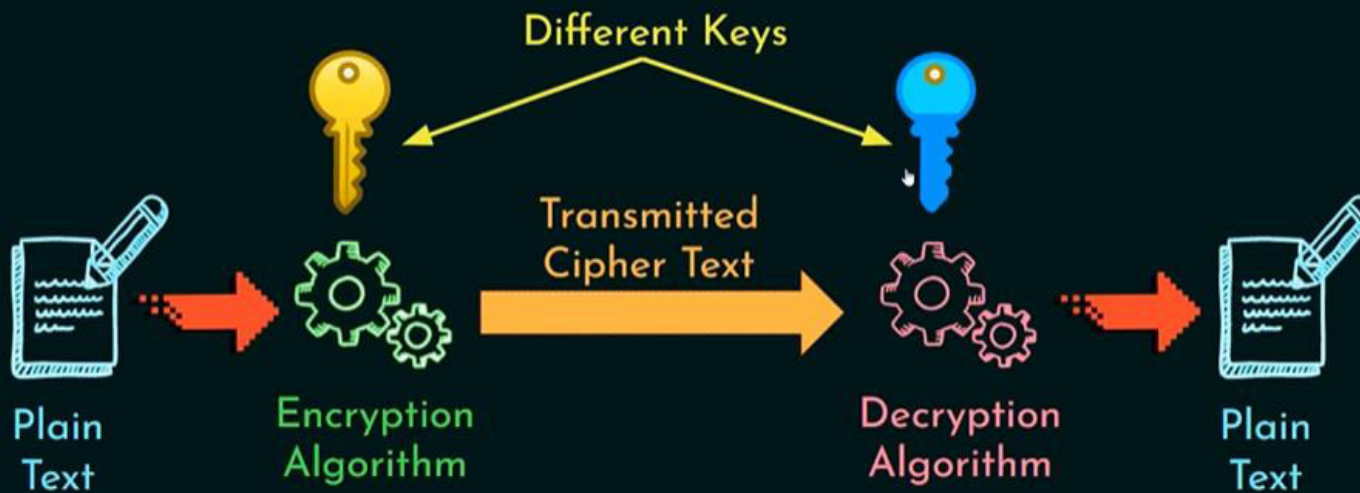 Different Keys
Transmitted
Cipher Text
Plain
Text
Encryption
Algorithm
Decryption
Algorithm
Plain
Text